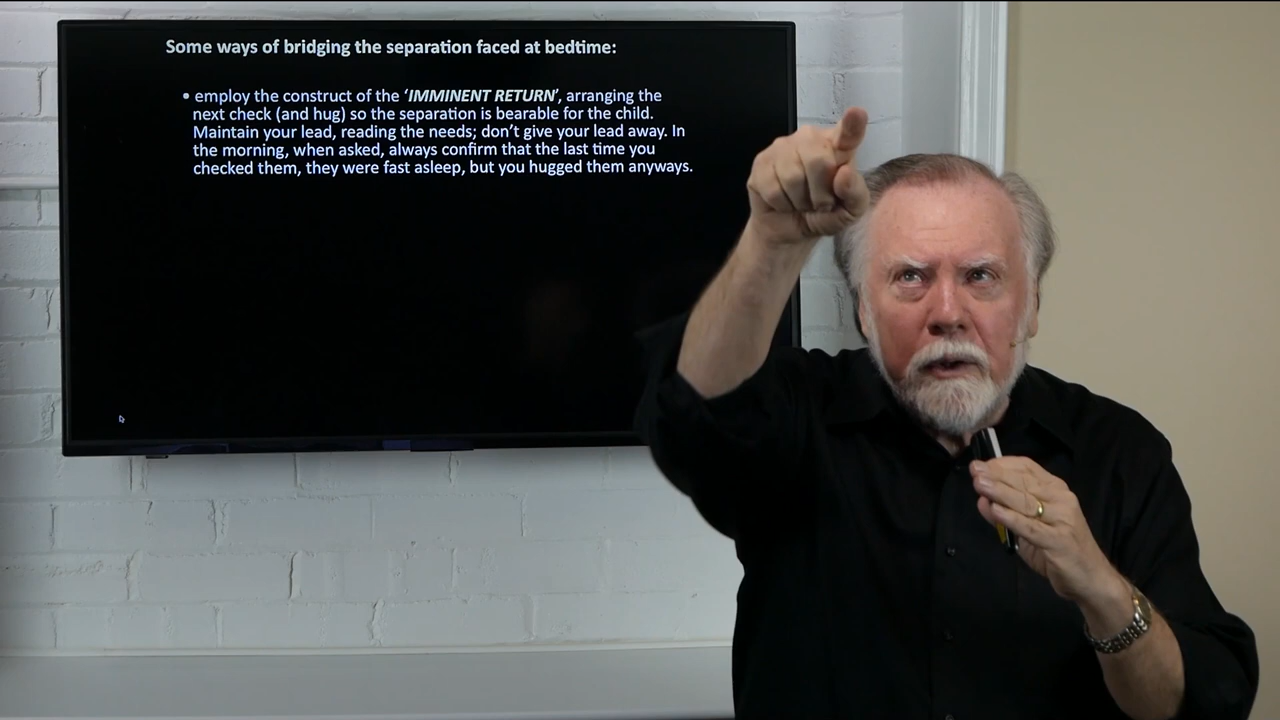 Some ways of bridging the separation faced at bedtime:
• employ the construct of the ‘IMMINENT RETURN’, arranging the
next check (and hug) so the separation is bearable for the child.
Maintain your lead, reading the needs; don’t give your lead away. In
the morning, when asked, always confirm that the last time you
checked them, they were fast asleep, but you hugged them anyways.